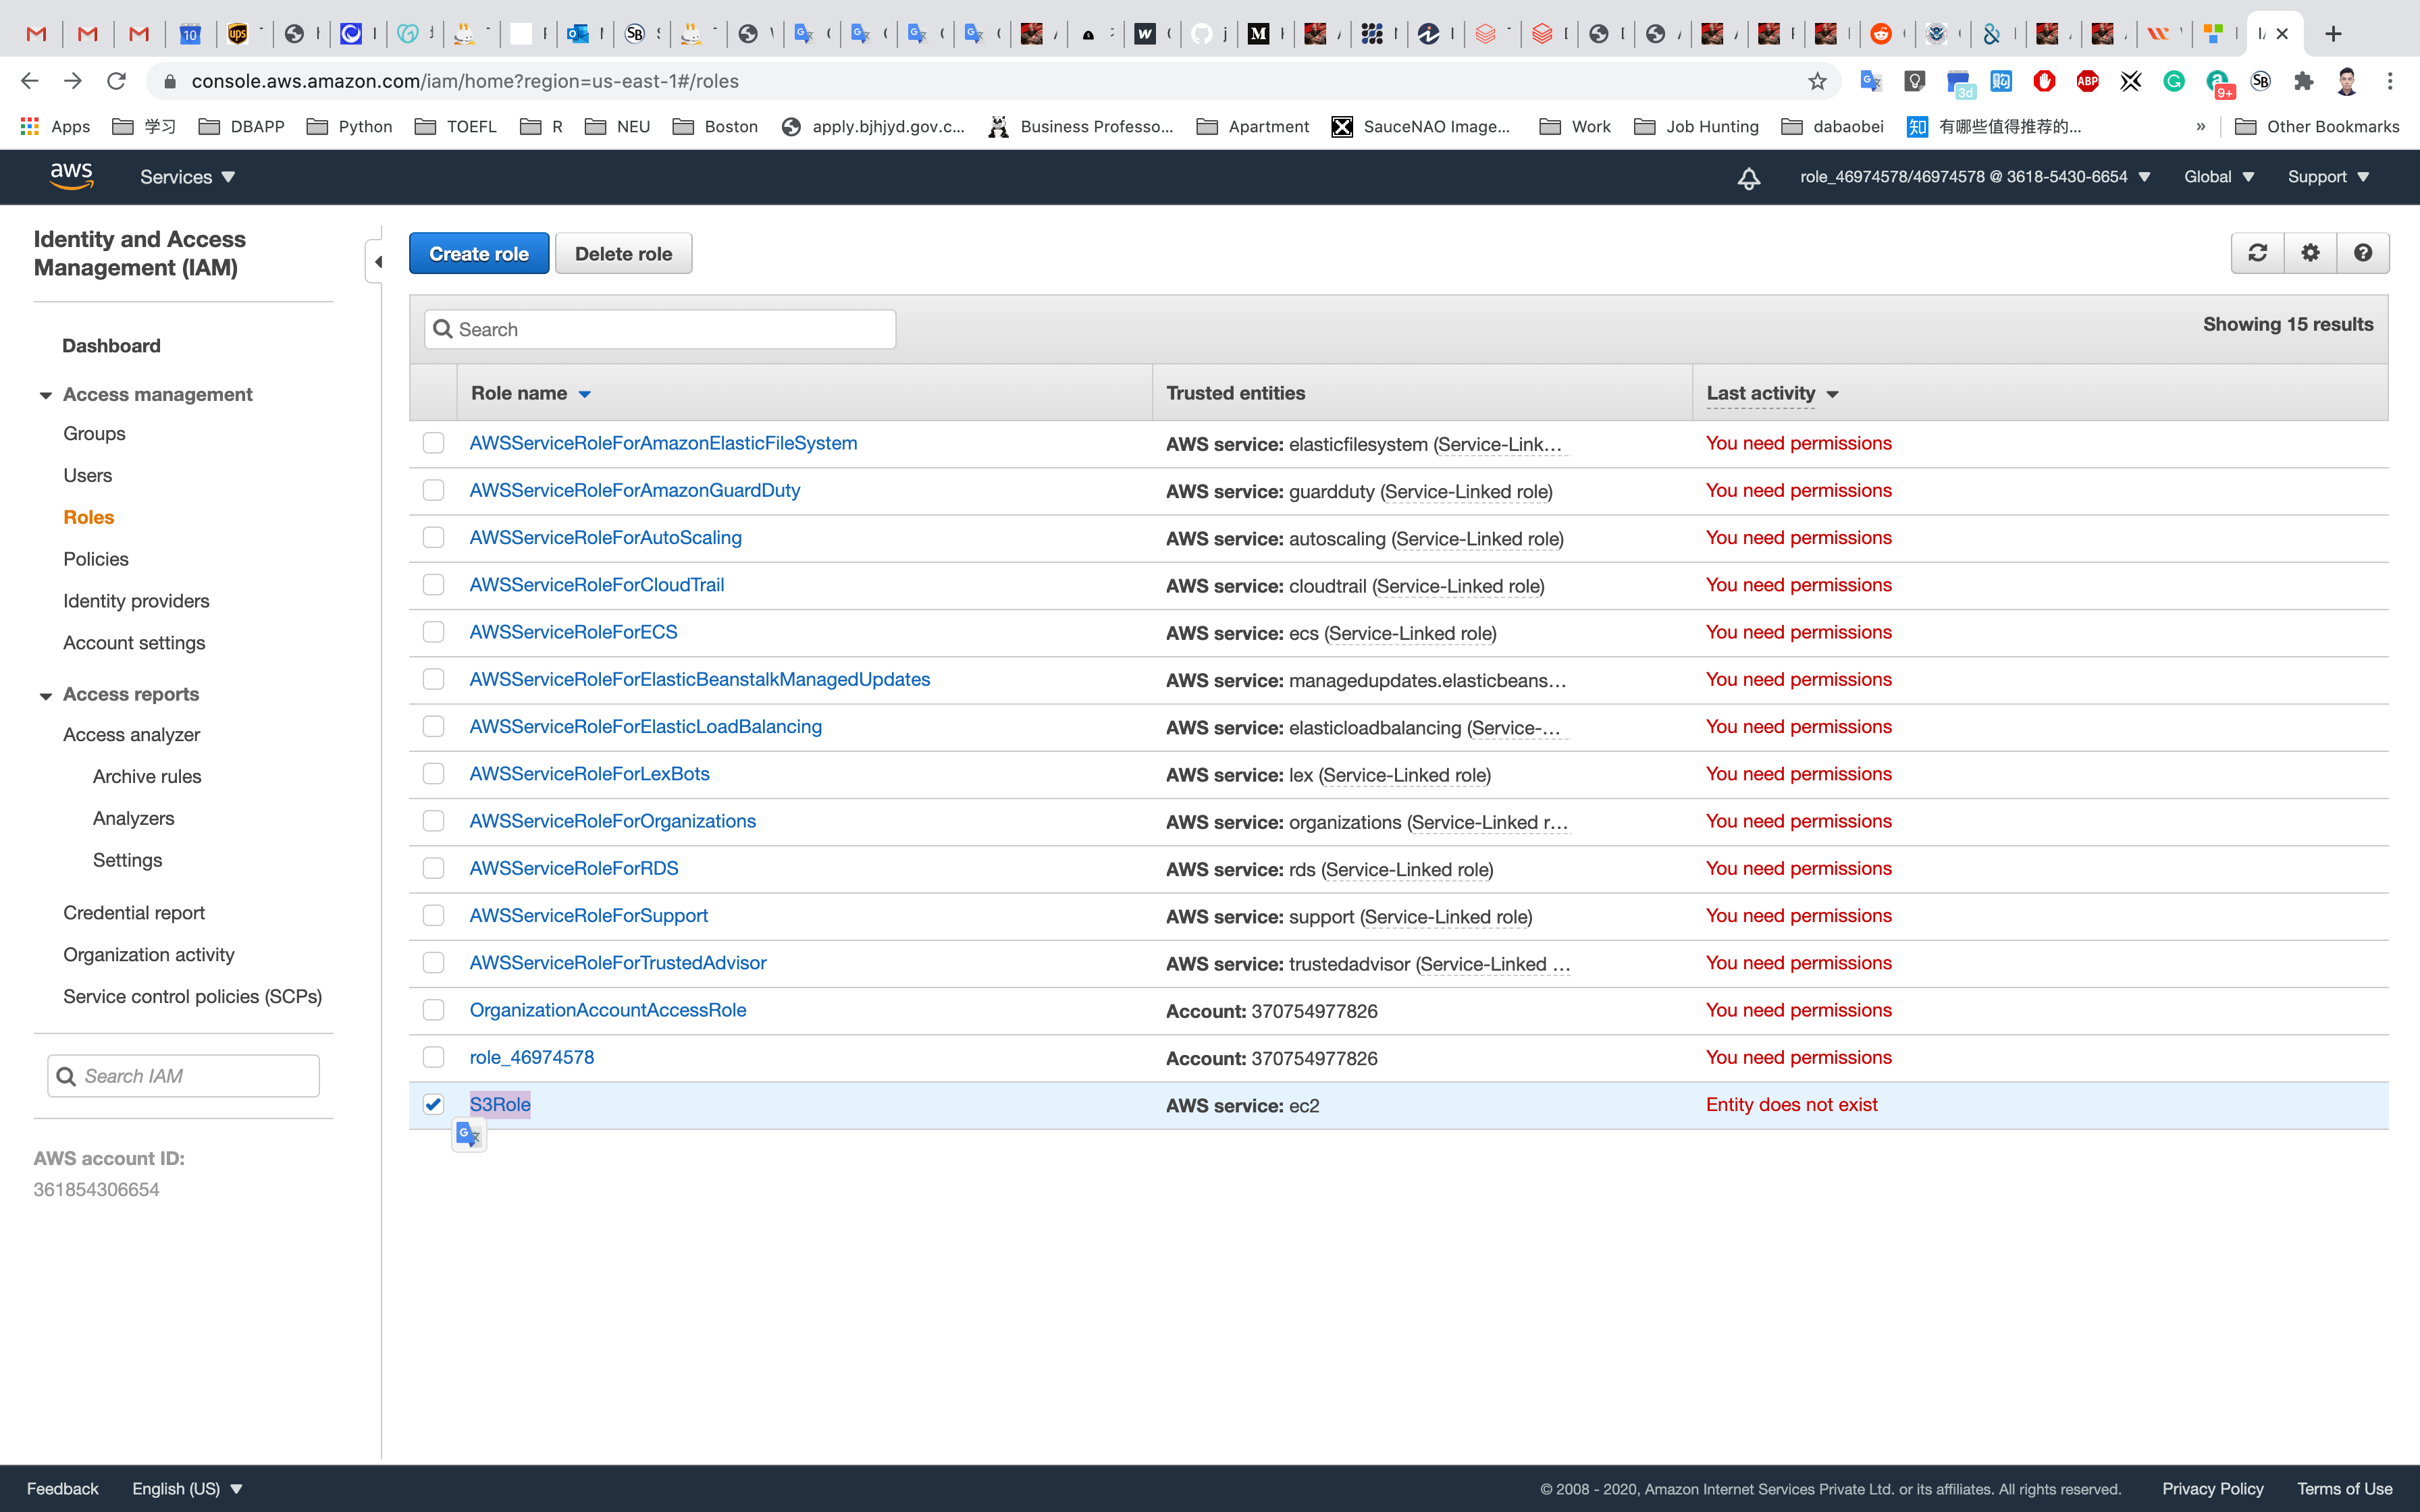 console.aws.amazon.com/iam/home?region=us-east-1#/roles
3d
ABP
9+
SB
Apps
学习
DBAPP
Python
TOEFL
R
NEU
Boston
apply.bjhjyd.gov.c...
Business Professo...
Apartment
SauceNAO Image...
Work
Job Hunting
dabaobei
知 有哪些值得推荐的...
»
Other Bookmarks
aws
Services
role_46974578/46974578 @ 3618-5430-6654
Global
Support
Identity and Access
Management (IAM)
Dashboard
Access management
Groups
Users
Roles
Policies
Identity providers
Account settings
Access reports
Access analyzer
Archive rules
Analyzers
Settings
Credential report
Organization activity
Service control policies (SCPs)
Search IAM
AWS account ID:
361854306654
Create role
Delete role
Search
Showing 15 results
Role name Trusted entities Last activity
AWSServiceRoleForAmazonElasticFileSystem AWS service: elasticfilesystem (Service-Link... You need permissions
AWSServiceRoleForAmazonGuardDuty AWS service: guardduty (Service-Linked role) You need permissions
AWSServiceRoleForAutoScaling AWS service: autoscaling (Service-Linked role) You need permissions
AWSServiceRoleForCloudTrail AWS service: cloudtrail (Service-Linked role) You need permissions
AWSServiceRoleForECS AWS service: ecs (Service-Linked role) You need permissions
AWSServiceRoleForElasticBeanstalkManagedUpdates AWS service: managedupdates.elasticbeans... You need permissions
AWSServiceRoleForElasticLoadBalancing AWS service: elasticloadbalancing (Service-... You need permissions
AWSServiceRoleForLexBots AWS service: lex (Service-Linked role) You need permissions
AWSServiceRoleForOrganizations AWS service: organizations (Service-Linked r... You need permissions
AWSServiceRoleForRDS AWS service: rds (Service-Linked role) You need permissions
AWSServiceRoleForSupport AWS service: support (Service-Linked role) You need permissions
AWSServiceRoleForTrustedAdvisor AWS service: trustedadvisor (Service-Linked ... You need permissions
OrganizationAccountAccessRole Account: 370754977826 You need permissions
role_46974578 Account: 370754977826 You need permissions
S3Role AWS service: ec2 Entity does not exist
Feedback
English (US)
© 2008 - 2020, Amazon Internet Services Private Ltd. or its affiliates. All rights reserved.
Privacy Policy
Terms of Use